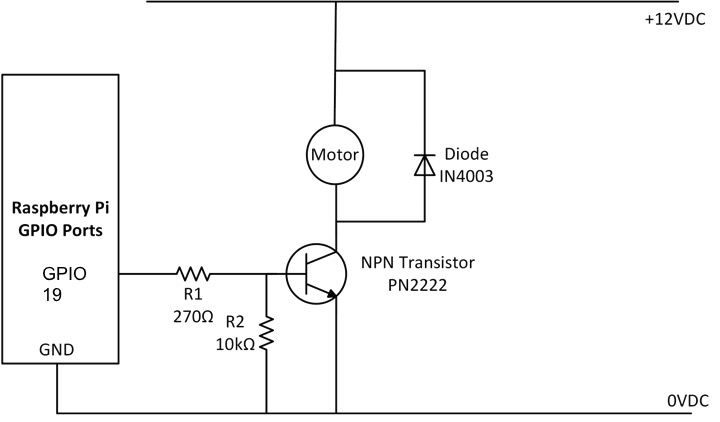 +12VDC
Motor
Diode
IN4003
Raspberry Pi
GPIO Ports
GPIO
19
GND
R1
270Ω
R2
10kΩ
NPN Transistor
PN2222
0VDC